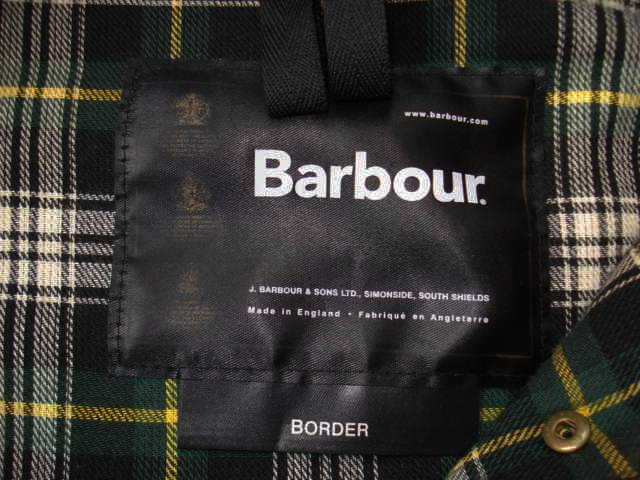 www.barbour.com
Barbour.
J. BARBOUR & SONS LTD., SIMONSIDE, SOUTH SHIELDS
Made in England · Fabriqué en Angleterre
BORDER